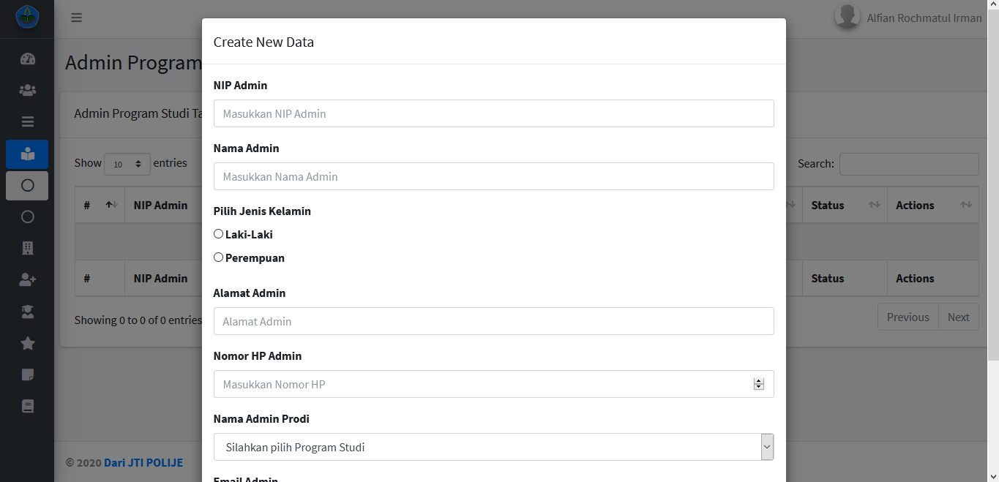 Alfian Rochmatul Irman
Admin Program
Admin Program Studi Ta
Show 10 entries
Search:
# NIP Admin Status Actions
# NIP Admin Status Actions
Showing 0 to 0 of 0 entries
Previous Next
© 2020 Dari JTI POLIJE
Create New Data
NIP Admin
Masukkan NIP Admin
Nama Admin
Masukkan Nama Admin
Pilih Jenis Kelamin
Laki-Laki
Perempuan
Alamat Admin
Alamat Admin
Nomor HP Admin
Masukkan Nomor HP
Nama Admin Prodi
Silahkan pilih Program Studi
Email Admin